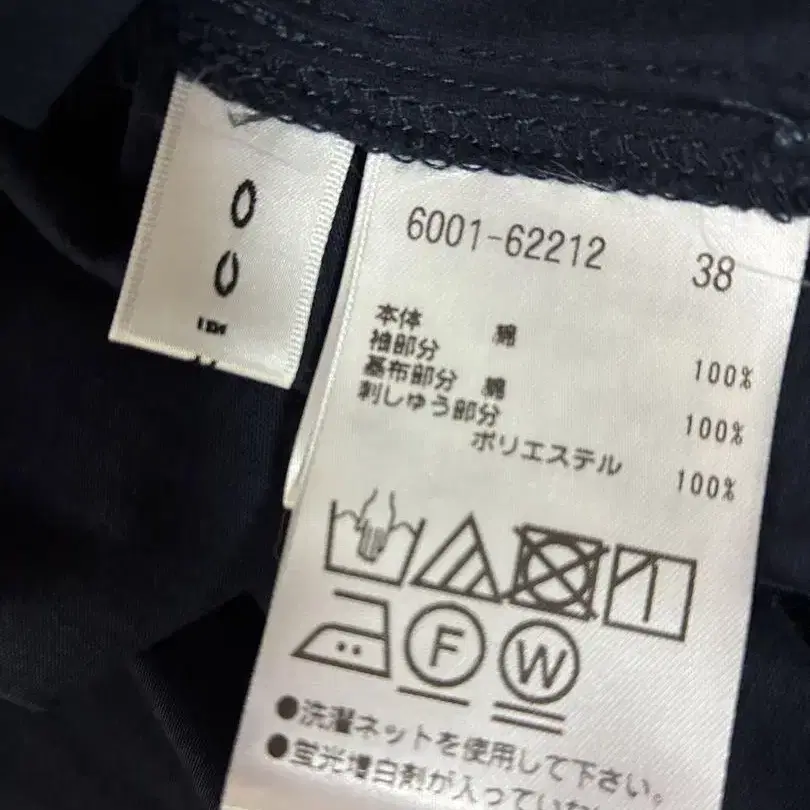 6001-62212 38
本体 綿 100%
袖部分
基布部分 綿 100%
刺しゅう部分
ポリエステル 100%
F W
●洗濯ネットを使用して下さい。
●蛍光増白剤が入っていな